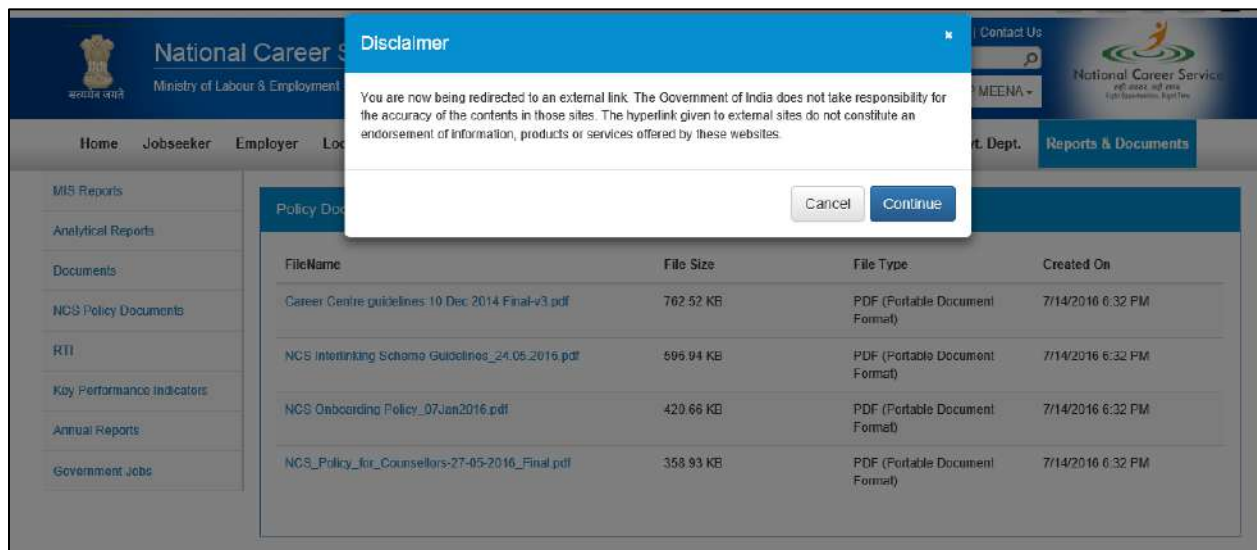 National Career S
Ministry of Labour & Employment
सत्यमेव जयते
| Contact Us
MEENA
National Career Service
Home Jobseeker Employer Loc
vt. Dept. Reports & Documents
Disclaimer
You are now being redirected to an external link. The Government of India does not take responsibility for
the accuracy of the contents in those sites. The hyperlink given to external sites do not constitute an
endorsement of information, products or services offered by these websites.
Cancel Continue
MIS Reports
Analytical Reports
Documents
NCS Policy Documents
RTI
Key Performance Indicators
Annual Reports
Government Jobs
Policy Doc
FileName File Size File Type Created On
Career Centre guidelines 10 Dec 2014 Final-v3.pdf 762.52 KB PDF (Portable Document 7/14/2016 6:32 PM
Format)
NCS Interlinking Scheme Guidelines_24.05.2016.pdf 596.94 KB PDF (Portable Document 7/14/2016 6:32 PM
Format)
NCS Onboarding Policy_07Jan2016.pdf 420.66 KB PDF (Portable Document 7/14/2016 6:32 PM
Format)
NCS_Policy_for_Counsellors-27-05-2016_Final.pdf 358.93 KB PDF (Portable Document 7/14/2016 6:32 PM
Format)